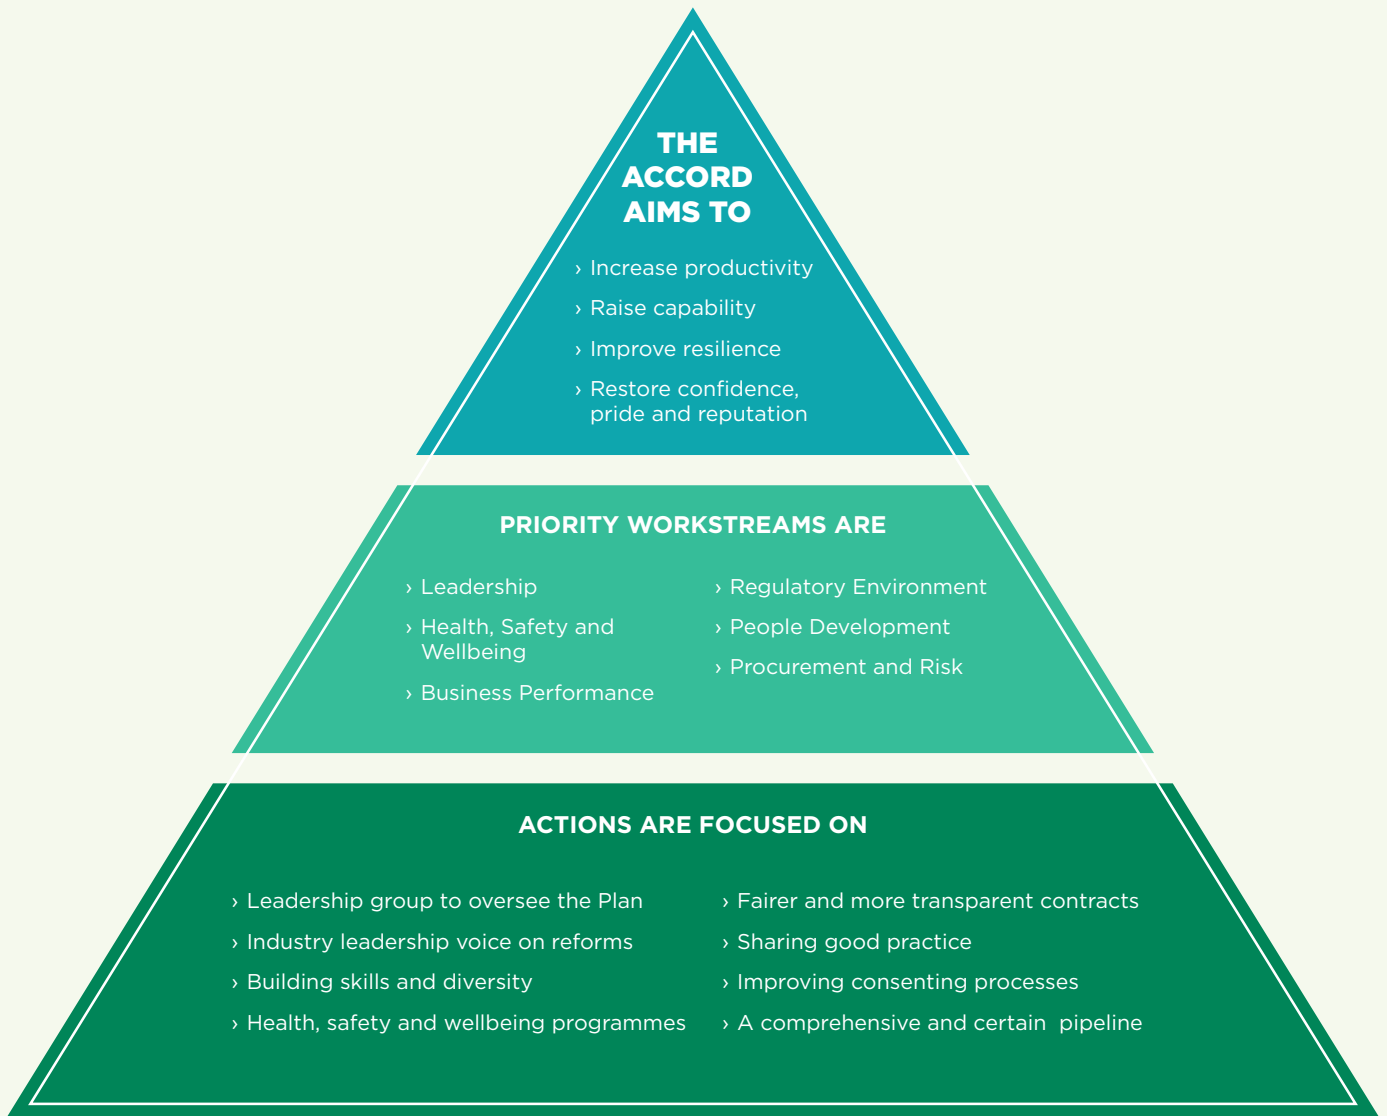 THE
ACCORD
AIMS TO
› Increase productivity
› Raise capability
› Improve resilience
› Restore confidence,
pride and reputation
PRIORITY WORKSTREAMS ARE
› Leadership
› Health, Safety and
Wellbeing
› Business Performance
› Regulatory Environment
› People Development
› Procurement and Risk
ACTIONS ARE FOCUSED ON
› Leadership group to oversee the Plan
› Industry leadership voice on reforms
› Building skills and diversity
› Health, safety and wellbeing programmes
› Fairer and more transparent contracts
› Sharing good practice
› Improving consenting processes
› A comprehensive and certain  pipeline